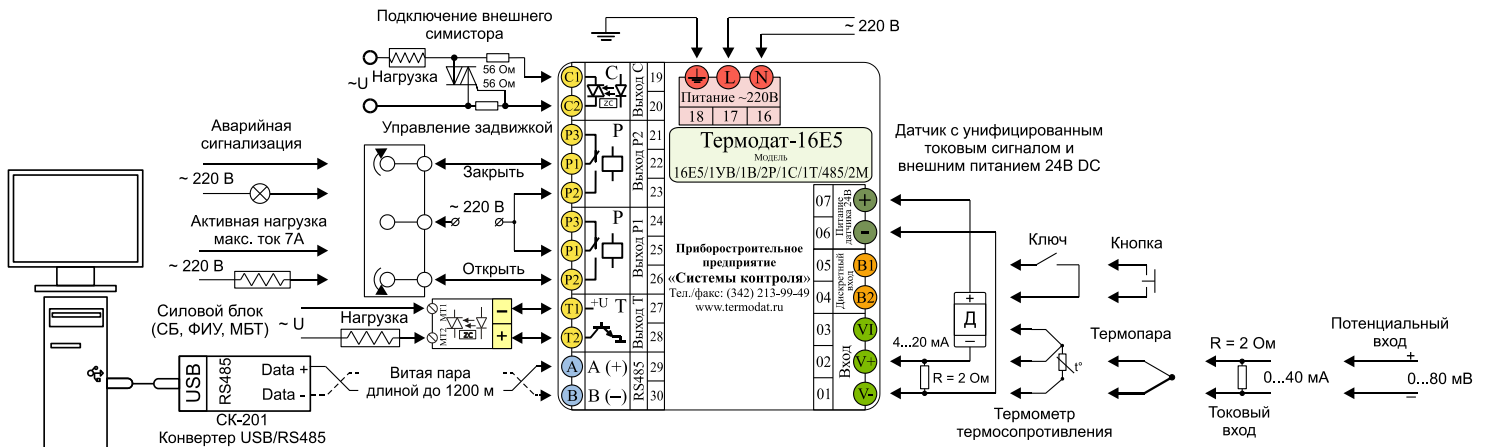 Подключение внешнего
симистора
~ 220 В
~U
Нагрузка
56 Ом
56 Ом
Аварийная
сигнализация
Управление задвижкой
~ 220 В
Закрыть
~ 220 В
Активная нагрузка
макс. ток 7А
~ 220 В
Открыть
Силовой блок
(СБ, ФИУ, МБТ)
~ U
Нагрузка
МТ1
МТ2
ZC
–
+
USB
RS485
Data +
Data -
Витая пара
длиной до 1200 м
СК-201
Конвертер USB/RS485
C1
C2
C
ZC
Выход С
19
20
P3
P1
P2
P
Выход P2
21
22
23
P3
P1
P2
P
Выход P1
24
25
26
T1
T2
+U T
Выход Т
27
28
A
B
A (+)
B (–)
RS485
29
30
L
N
Питание ~220В
18 17 16
Термодат-16Е5
Модель
16Е5/1УВ/1В/2Р/1С/1Т/485/2М
Приборостроительное
предприятие
«Системы контроля»
Тел./факс: (342) 213-99-49
www.termodat.ru
07
06
Питание
датчика 24В
+
-
05
04
Дискретный
вход
B1
B2
03
02
01
Вход
VI
V+
V-
Датчик с унифицированным
токовым сигналом и
внешним питанием 24В DC
+
Д
–
4...20 мА
R = 2 Ом
Ключ
Кнопка
t°
Термометр
термосопротивления
Термопара
R = 2 Ом
0...40 мА
Токовый
вход
Потенциальный
вход
+
0...80 мВ
–